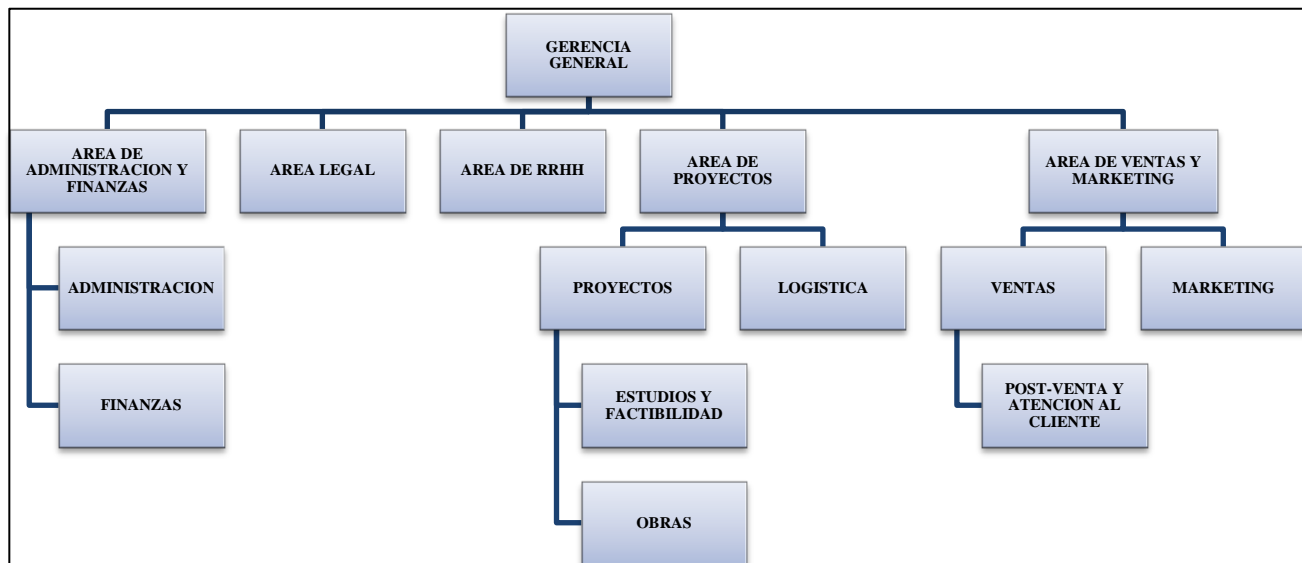 GERENCIA
GENERAL
AREA DE
ADMINISTRACION Y
FINANZAS
AREA LEGAL
AREA DE RRHH
AREA DE
PROYECTOS
AREA DE VENTAS Y
MARKETING
ADMINISTRACION
PROYECTOS
LOGISTICA
VENTAS
MARKETING
FINANZAS
ESTUDIOS Y
FACTIBILIDAD
POST-VENTA Y
ATENCION AL
CLIENTE
OBRAS